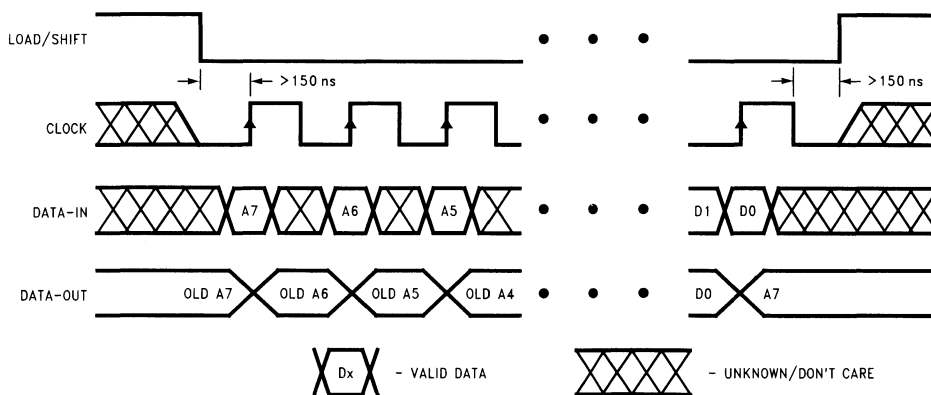 LOAD/SHIFT
>150 ns >150 ns
CLOCK
DATA-IN A7 A6 A5 D1 D0
DATA-OUT OLD A7 OLD A6 OLD A5 OLD A4 D0 A7
Dx - VALID DATA - UNKNOWN/DON'T CARE